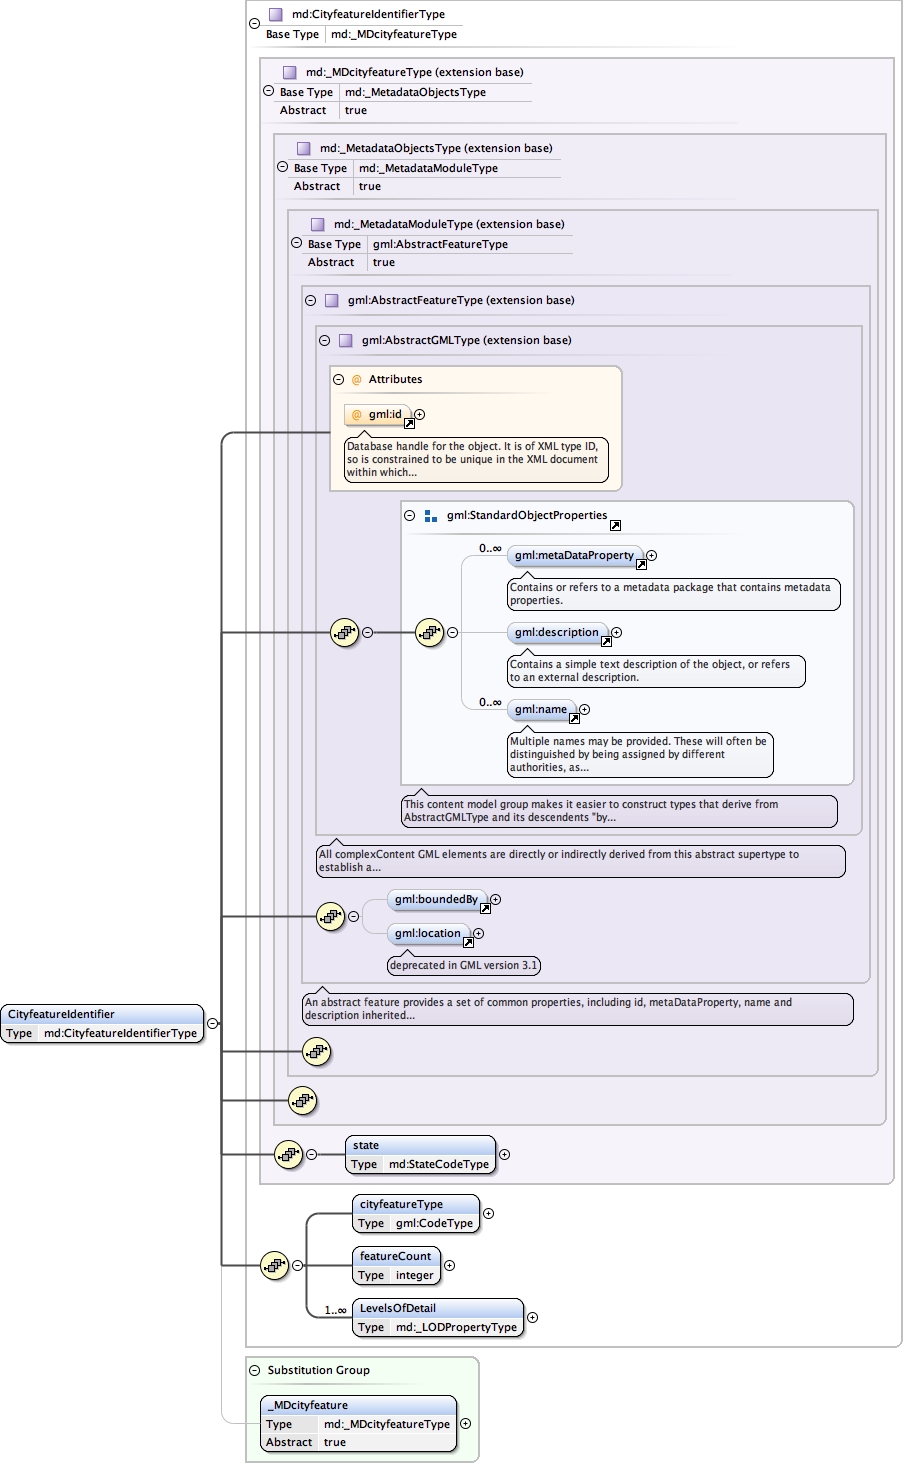 md:CityfeatureIdentifierType
Base Type md:_MDcityfeatureType
md:_MDcityfeatureType (extension base)
Base Type md:_MetadataObjectsType
Abstract true
md:_MetadataObjectsType (extension base)
Base Type md:_MetadataModuleType
Abstract true
md:_MetadataModuleType (extension base)
Base Type gml:AbstractFeatureType
Abstract true
gml:AbstractFeatureType (extension base)
gml:AbstractGMLType (extension base)
@ Attributes
@ gml:id
Database handle for the object. It is of XML type ID,
so is constrained to be unique in the XML document
within which...
gml:StandardObjectProperties
0..∞
gml:metaDataProperty
Contains or refers to a metadata package that contains metadata
properties.
gml:description
Contains a simple text description of the object, or refers
to an external description.
0..∞
gml:name
Multiple names may be provided. These will often be
distinguished by being assigned by different
authorities, as...
This content model group makes it easier to construct types that derive from
AbstractGMLType and its descendents "by...
All complexContent GML elements are directly or indirectly derived from this abstract supertype to
establish a...
gml:boundedBy
gml:location
deprecated in GML version 3.1
An abstract feature provides a set of common properties, including id, metaDataProperty, name and
description inherited...
CityfeatureIdentifier
Type md:CityfeatureIdentifierType
state
Type md:StateCodeType
cityfeatureType
Type gml:CodeType
featureCount
Type integer
1..∞
LevelsOfDetail
Type md:_LODPropertyType
Substitution Group
_MDcityfeature
Type md:_MDcityfeatureType
Abstract true